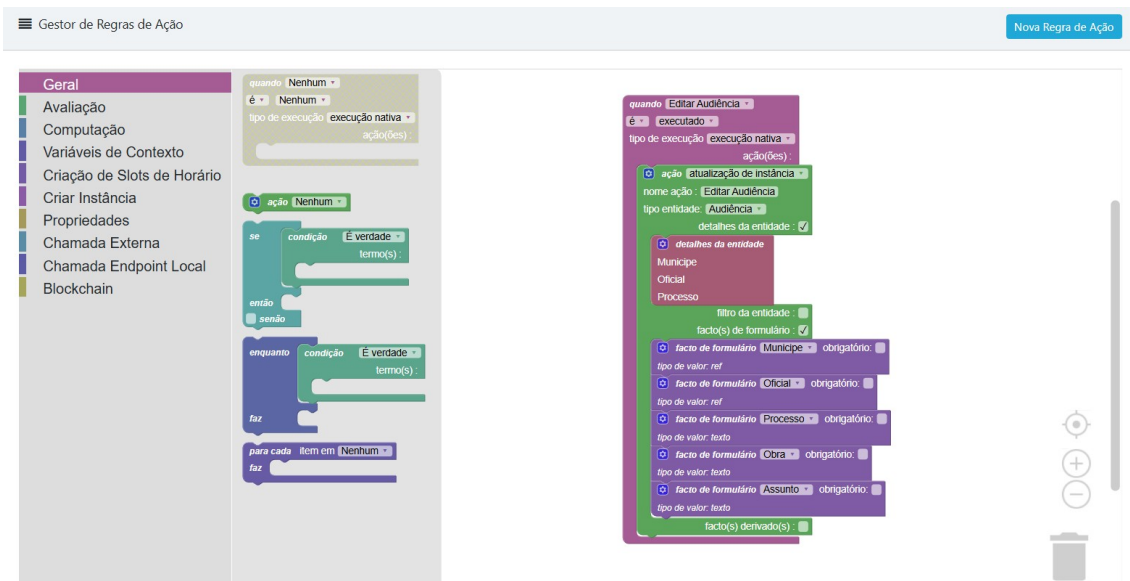 Gestor de Regras de Ação
Nova Regra de Ação
Geral
Avaliação
Computação
Variáveis de Contexto
Criação de Slots de Horário
Criar Instância
Propriedades
Chamada Externa
Chamada Endpoint Local
Blockchain
quando Nenhum
é Nenhum
tipo de execução execução nativa
ação(ões) :
ação Nenhum
se condição É verdade
termo(s) :
então
senão
enquanto condição É verdade
termo(s) :
faz
para cada item em Nenhum
faz
quando Editar Audiência
é executado
tipo de execução execução nativa
ação(ões) :
ação atualização de instância
nome ação : Editar Audiência
tipo entidade: Audiência
detalhes da entidade :
detalhes da entidade
Municipe
Oficial
Processo
filtro da entidade :
facto(s) de formulário :
facto de formulário Municipe obrigatório:
tipo de valor: ref
facto de formulário Oficial obrigatório:
tipo de valor: ref
facto de formulário Processo obrigatório:
tipo de valor: texto
facto de formulário Obra obrigatório:
tipo de valor: texto
facto de formulário Assunto obrigatório:
tipo de valor: texto
facto(s) derivado(s) :